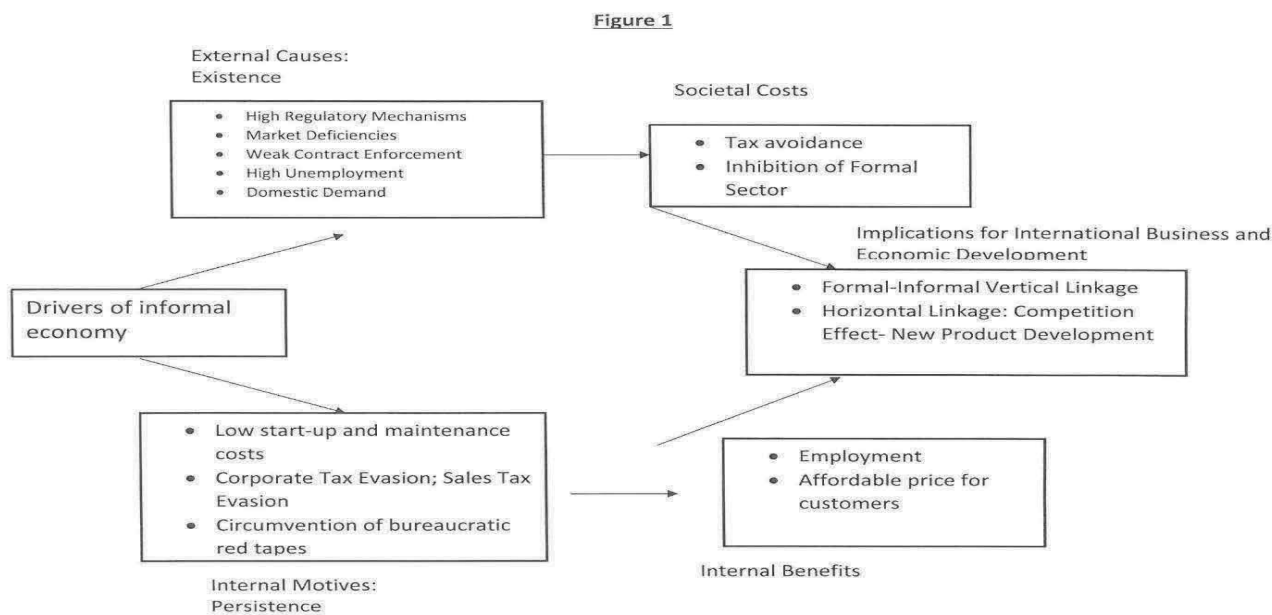 Figure 1
External Causes:
Existence
High Regulatory Mechanisms
Market Deficiencies
Weak Contract Enforcement
High Unemployment
Domestic Demand
Societal Costs
Tax avoidance
Inhibition of Formal
Sector
Implications for International Business and
Economic Development
Formal-Informal Vertical Linkage
Horizontal Linkage: Competition
Effect- New Product Development
Drivers of informal
economy
Low start-up and maintenance
costs
Corporate Tax Evasion; Sales Tax
Evasion
Circumvention of bureaucratic
red tapes
Internal Motives:
Persistence
Employment
Affordable price for
customers
Internal Benefits